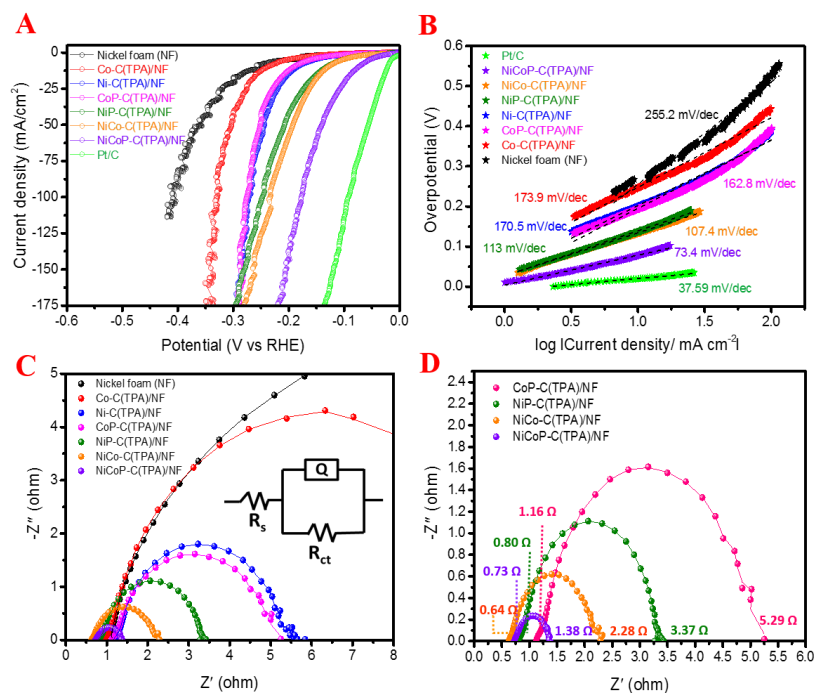 A
Current density (mA/cm²)
0
-25
-50
-75
-100
-125
-150
-175
Nickel foam (NF)
Co-C(TPA)/NF
Ni-C(TPA)/NF
CoP-C(TPA)/NF
NiP-C(TPA)/NF
NiCo-C(TPA)/NF
NiCoP-C(TPA)/NF
Pt/C
-0.6 -0.5 -0.4 -0.3 -0.2 -0.1 0.0
Potential (V vs RHE)
B
Overpotential (V)
0.6
0.5
0.4
0.3
0.2
0.1
0.0
Pt/C
NiCoP-C(TPA)/NF
NiCo-C(TPA)/NF
NiP-C(TPA)/NF
Ni-C(TPA)/NF
CoP-C(TPA)/NF
Co-C(TPA)/NF
Nickel foam (NF)
255.2 mV/dec
173.9 mV/dec
162.8 mV/dec
170.5 mV/dec
107.4 mV/dec
113 mV/dec
73.4 mV/dec
37.59 mV/dec
0.0 0.5 1.0 1.5 2.0
log |Current density/ mA cm⁻²|
C
-Z″ (ohm)
5
4
3
2
1
0
Nickel foam (NF)
Co-C(TPA)/NF
Ni-C(TPA)/NF
CoP-C(TPA)/NF
NiP-C(TPA)/NF
NiCo-C(TPA)/NF
NiCoP-C(TPA)/NF
Q
Rs
Rct
0 1 2 3 4 5 6 7 8
Z′ (ohm)
D
-Z″ (ohm)
2.6
2.4
2.2
2.0
1.8
1.6
1.4
1.2
1.0
0.8
0.6
0.4
0.2
0.0
CoP-C(TPA)/NF
NiP-C(TPA)/NF
NiCo-C(TPA)/NF
NiCoP-C(TPA)/NF
1.16 Ω
0.80 Ω
0.73 Ω
0.64 Ω
1.38 Ω
2.28 Ω
3.37 Ω
5.29 Ω
0.0 0.5 1.0 1.5 2.0 2.5 3.0 3.5 4.0 4.5 5.0 5.5 6.0
Z′ (ohm)